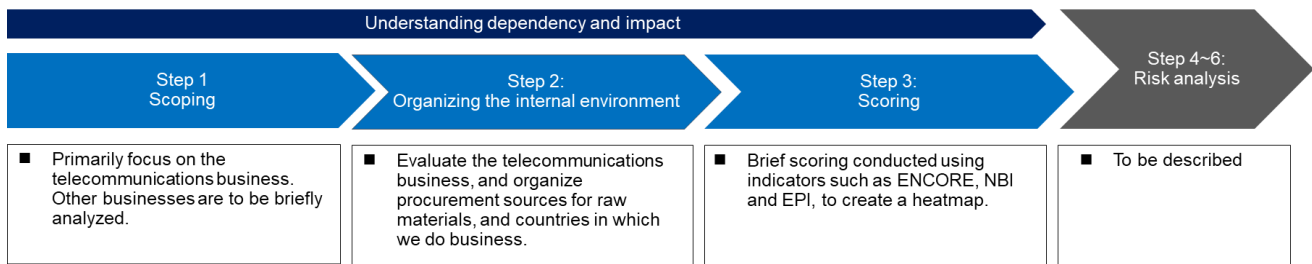 Understanding dependency and impact
Step 1
Scoping
Step 2:
Organizing the internal environment
Step 3:
Scoring
Step 4~6:
Risk analysis
■ Primarily focus on the
telecommunications business.
Other businesses are to be briefly
analyzed.
■ Evaluate the telecommunications
business, and organize
procurement sources for raw
materials, and countries in which
we do business.
■ Brief scoring conducted using
indicators such as ENCORE, NBI
and EPI, to create a heatmap.
■ To be described